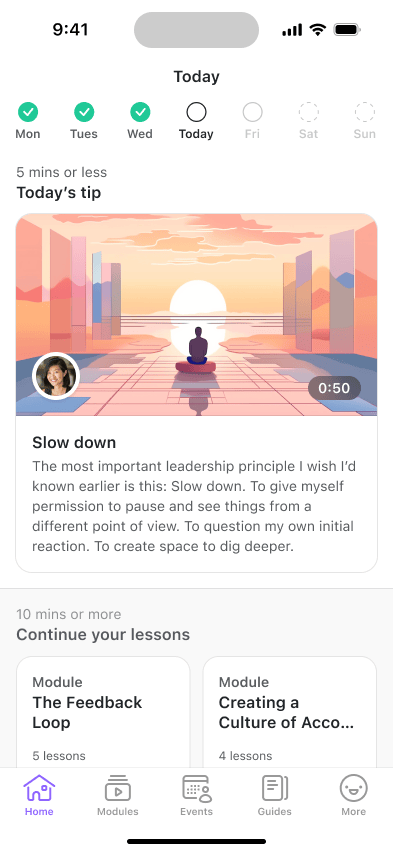 9:41
Today
Mon Tues Wed Today Fri Sat Sun
5 mins or less
Today's tip
0:50
Slow down
The most important leadership principle I wish I'd
known earlier is this: Slow down. To give myself
permission to pause and see things from a
different point of view. To question my own initial
reaction. To create space to dig deeper.
10 mins or more
Continue your lessons
Module
The Feedback
Loop
5 lessons
Module
Creating a
Culture of Acco...
4 lessons
Home Modules Events Guides More